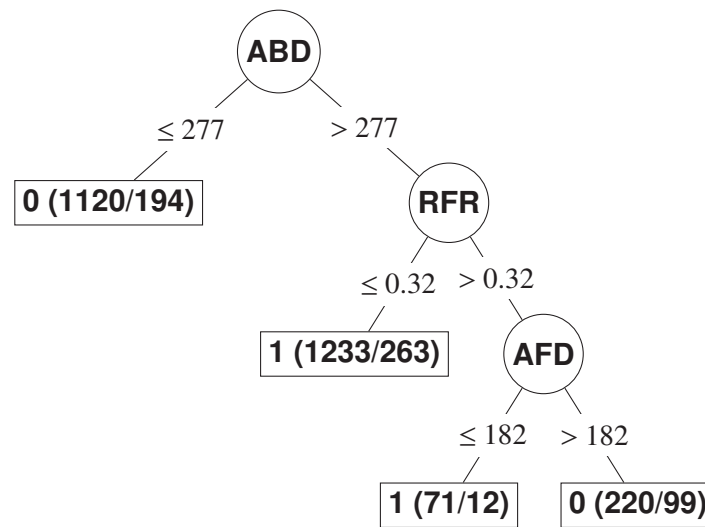 ABD
≤ 277 > 277
0 (1120/194)
RFR
≤ 0.32 > 0.32
1 (1233/263)
AFD
≤ 182 > 182
1 (71/12) 0 (220/99)